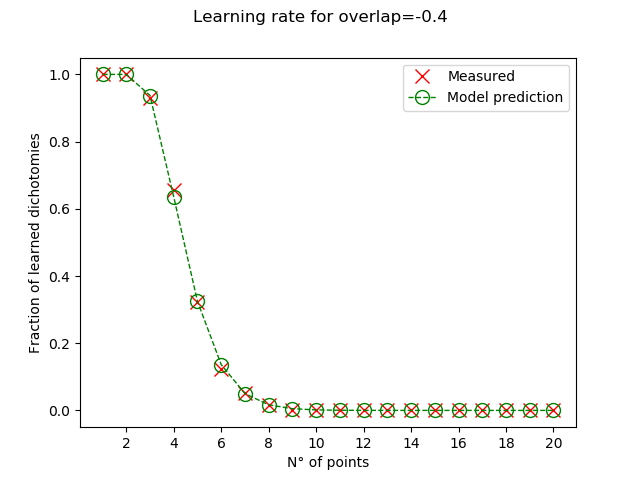 Learning rate for overlap=-0.4
Measured
Model prediction
Fraction of learned dichotomies
1.0
0.8
0.6
0.4
0.2
0.0
2 4 6 8 10 12 14 16 18 20
N° of points